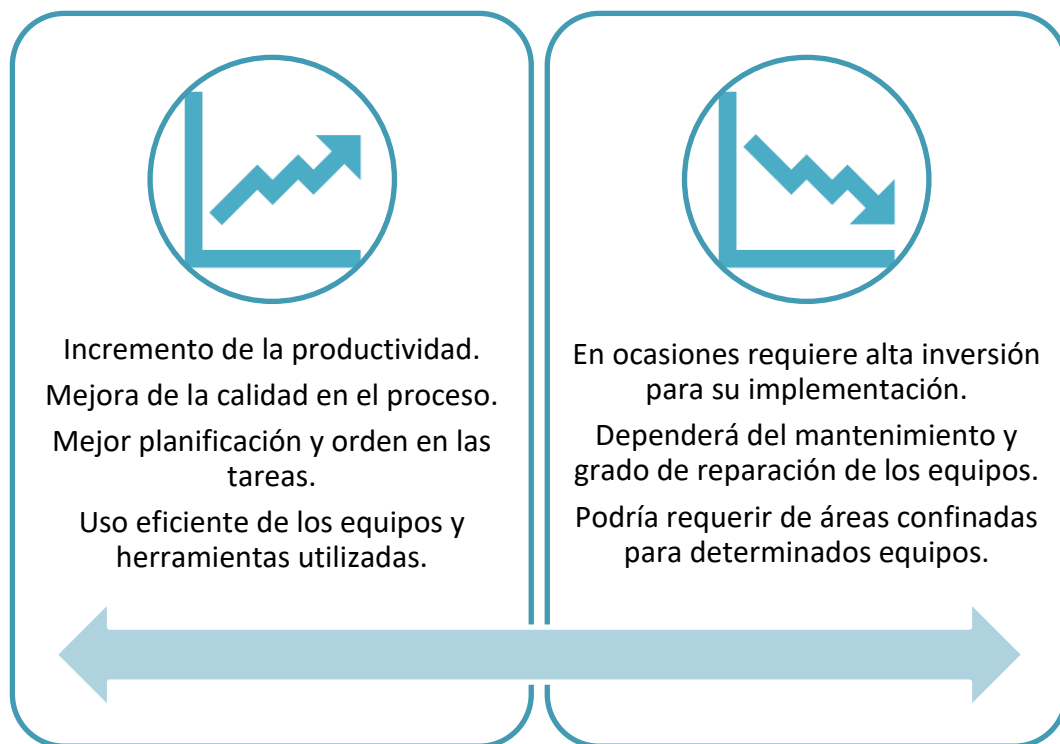 Incremento de la productividad.
Mejora de la calidad en el proceso.
Mejor planificación y orden en las
tareas.
Uso eficiente de los equipos y
herramientas utilizadas.
En ocasiones requiere alta inversión
para su implementación.
Dependerá del mantenimiento y
grado de reparación de los equipos.
Podría requerir de áreas confinadas
para determinados equipos.